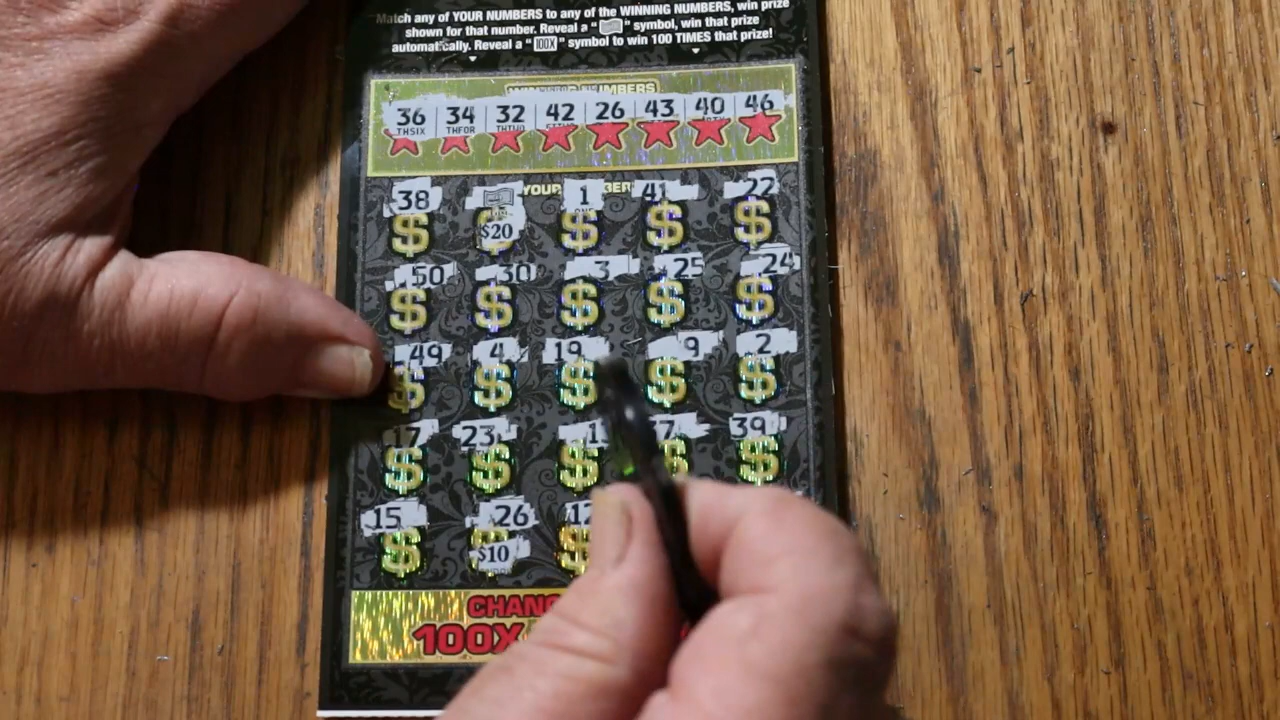 Match any of YOUR NUMBERS to any of the WINNING NUMBERS, win prize
shown for that number. Reveal a " " symbol, win that prize
automatically. Reveal a "100X" symbol to win 100 TIMES that prize!
NUMBERS
36 34 32 42 26 43 40 46
THSIX THFOR THTWO
YOUR
38 1 41 22
$20 $ $ $ $
50 30 3 25 24
$ $ $ $ $
49 4 19 9 2
$ $ $ $ $
17 23 39
$ $ $ $ $
15 26 12
$ $10 $
100X